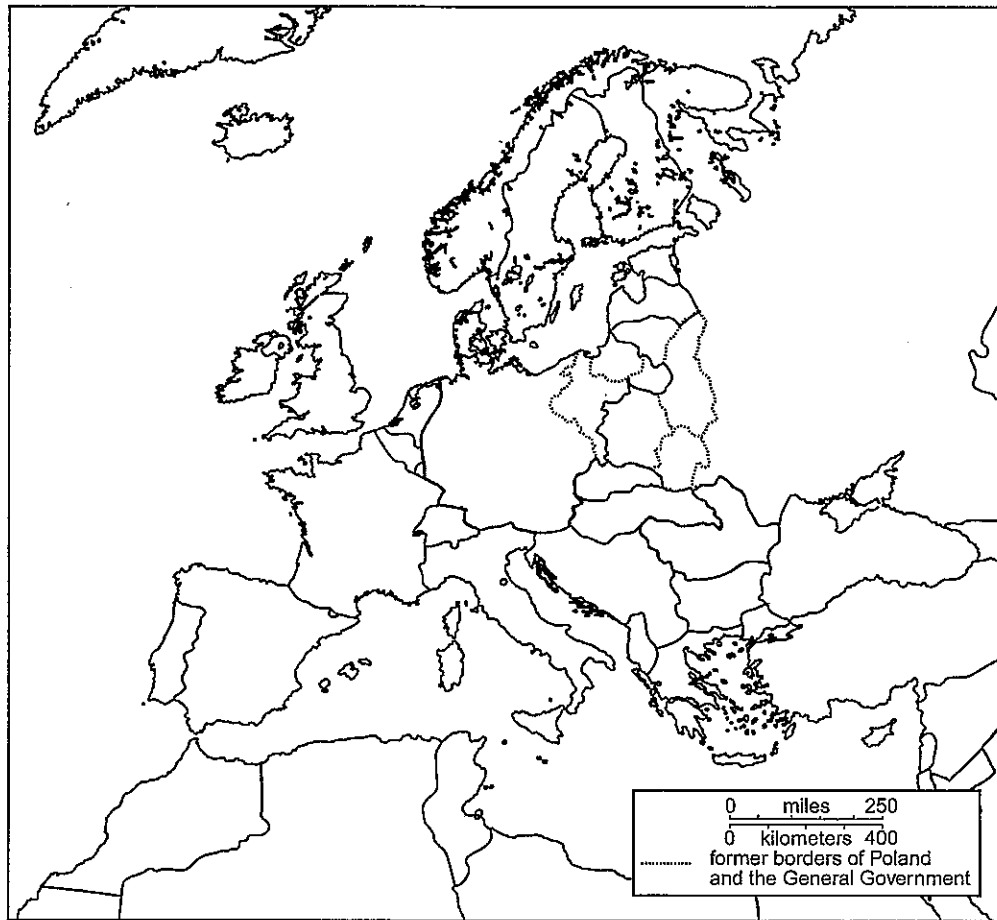 0 miles 250
0 kilometers 400
former borders of Poland
and the General Government